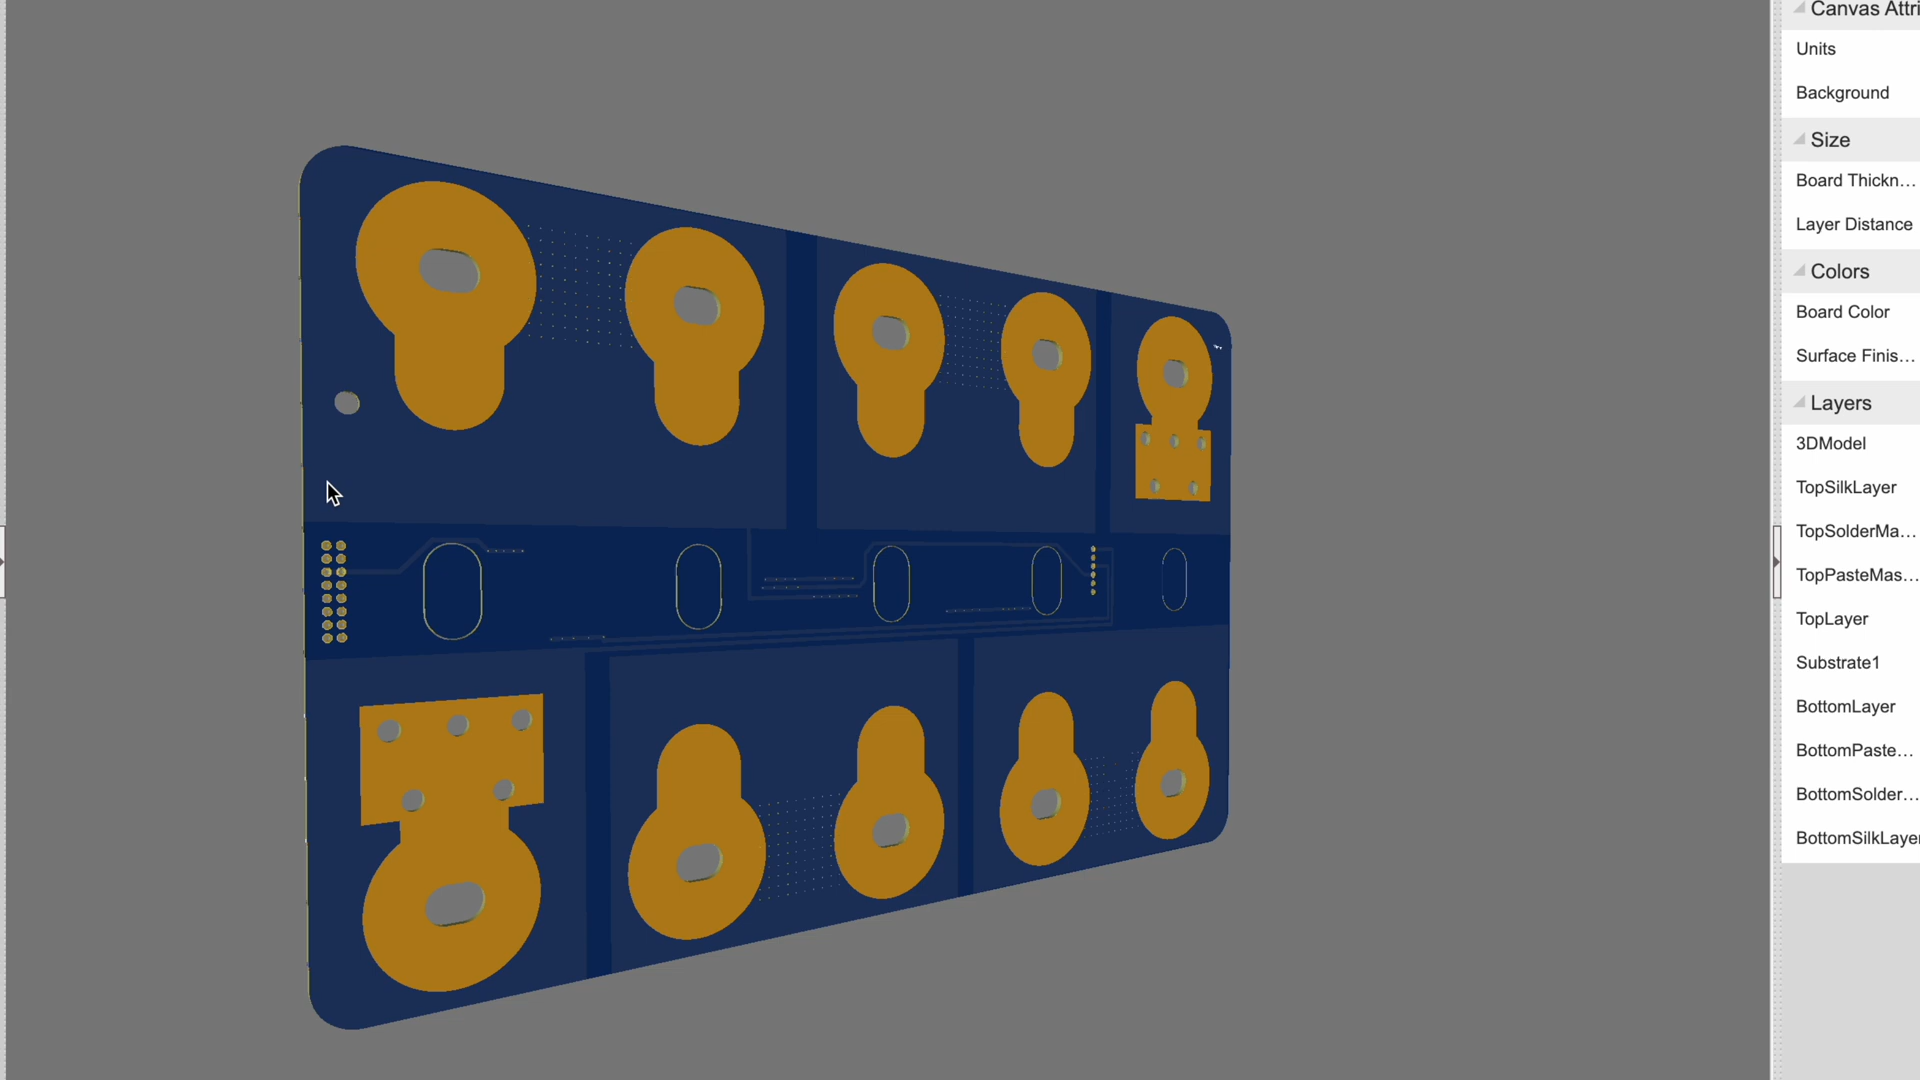 Canvas Attri
Units
Background
Size
Board Thickn...
Layer Distance
Colors
Board Color
Surface Finis...
Layers
3DModel
TopSilkLayer
TopSolderMa...
TopPasteMas...
TopLayer
Substrate1
BottomLayer
BottomPaste...
BottomSolder...
BottomSilkLayer